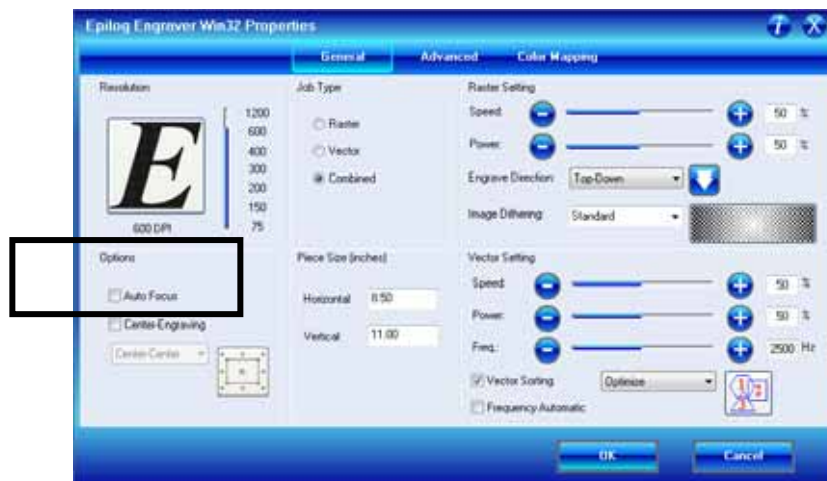 Epilog Engraver Win32 Properties
General Advanced Color Mapping
Resolution
E
1200
600
400
300
200
150
75
600 DPI
Job Type
Raster
Vector
Combined
Raster Setting
Speed: 50 %
Power: 50 %
Engrave Direction: Top-Down
Image Dithering: Standard
Options
Auto Focus
Center-Engraving
Center-Center
Piece Size (inches)
Horizontal 8.50
Vertical 11.00
Vector Setting
Speed 50 %
Power: 50 %
Freq.: 2500 Hz
Vector Sorting Optimize
Frequency Automatic
OK Cancel